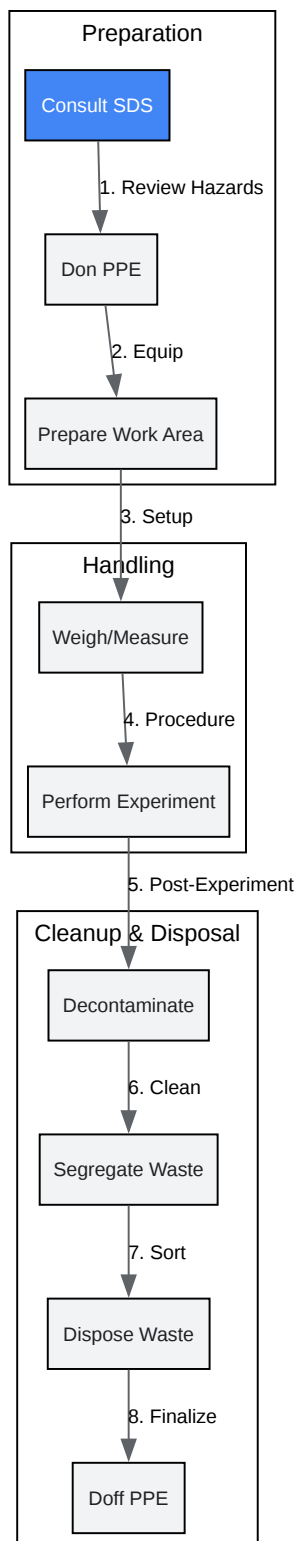 Preparation
Consult SDS
1. Review Hazards
Don PPE
2. Equip
Prepare Work Area
3. Setup
Handling
Weigh/Measure
4. Procedure
Perform Experiment
5. Post-Experiment
Cleanup & Disposal
Decontaminate
6. Clean
Segregate Waste
7. Sort
Dispose Waste
8. Finalize
Doff PPE